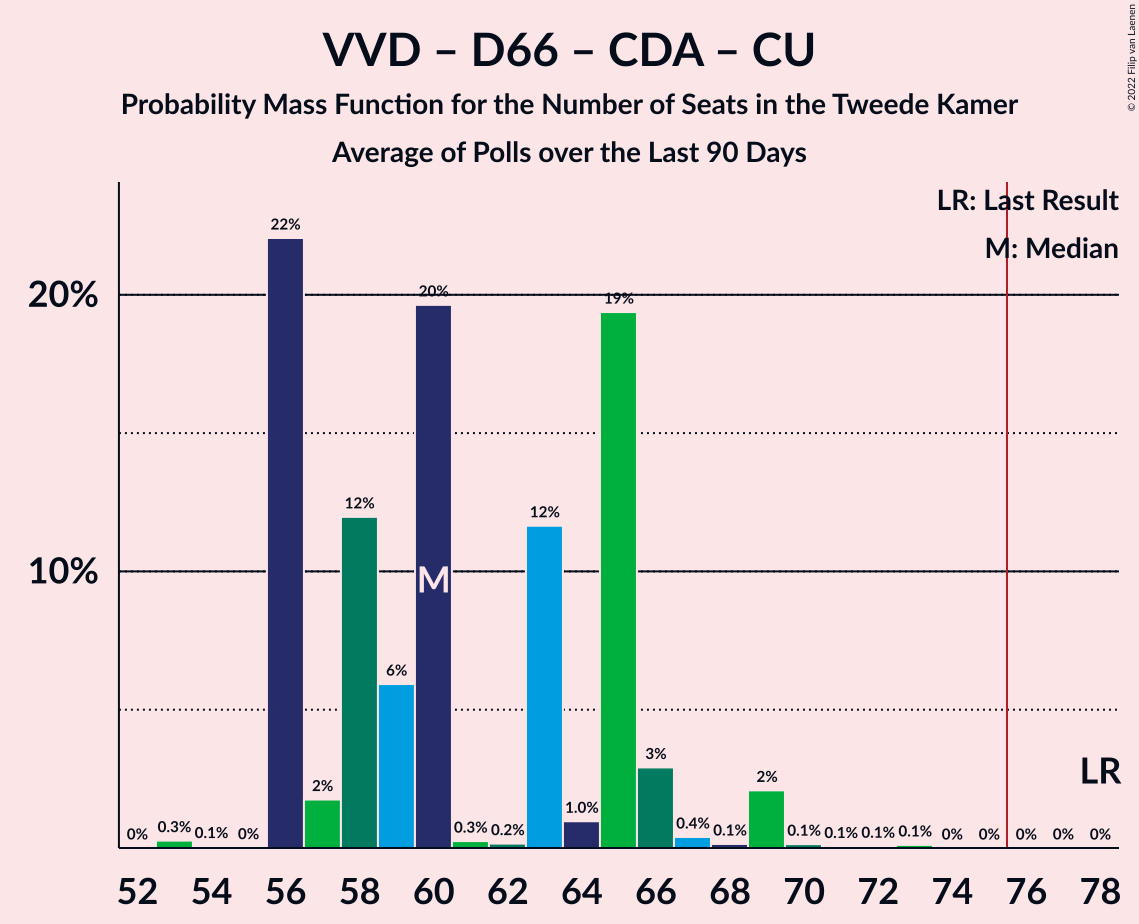 VVD – D66 – CDA – CU
Probability Mass Function for the Number of Seats in the Tweede Kamer
Average of Polls over the Last 90 Days
© 2022 Filip van Laenen
LR: Last Result
M: Median
20%
10%
0% 0.3% 0.1% 0% 22% 2% 12% 6% 20% 0.3% 0.2% 12% 1.0% 19% 3% 0.4% 0.1% 2% 0.1% 0.1% 0.1% 0.1% 0% 0% 0% 0% 0%
M
LR
52 54 56 58 60 62 64 66 68 70 72 74 76 78